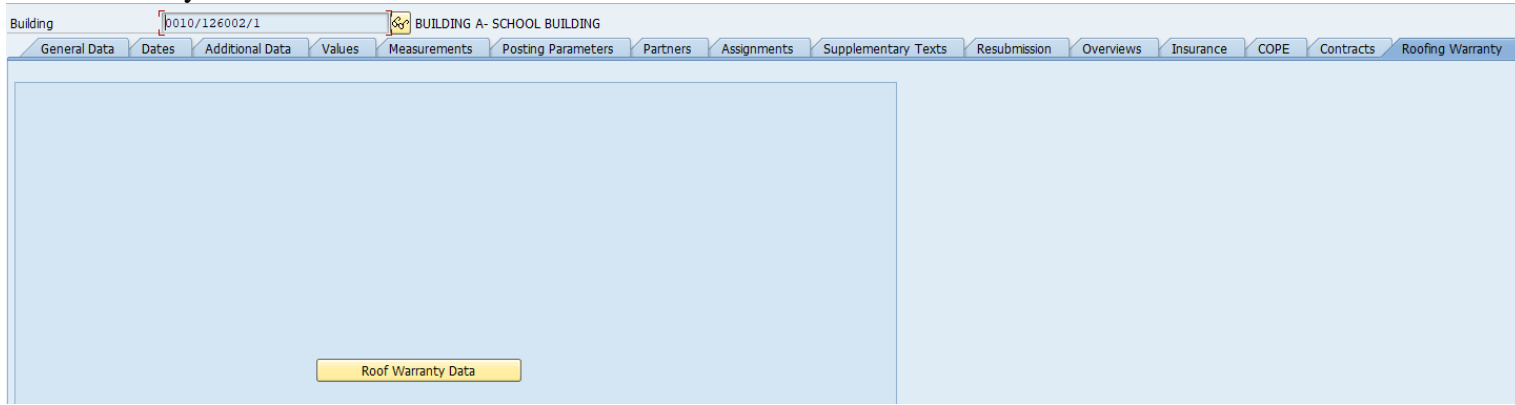 Building 0010/126002/1 BUILDING A- SCHOOL BUILDING
General Data Dates Additional Data Values Measurements Posting Parameters Partners Assignments Supplementary Texts Resubmission Overviews Insurance COPE Contracts Roofing Warranty
Roof Warranty Data